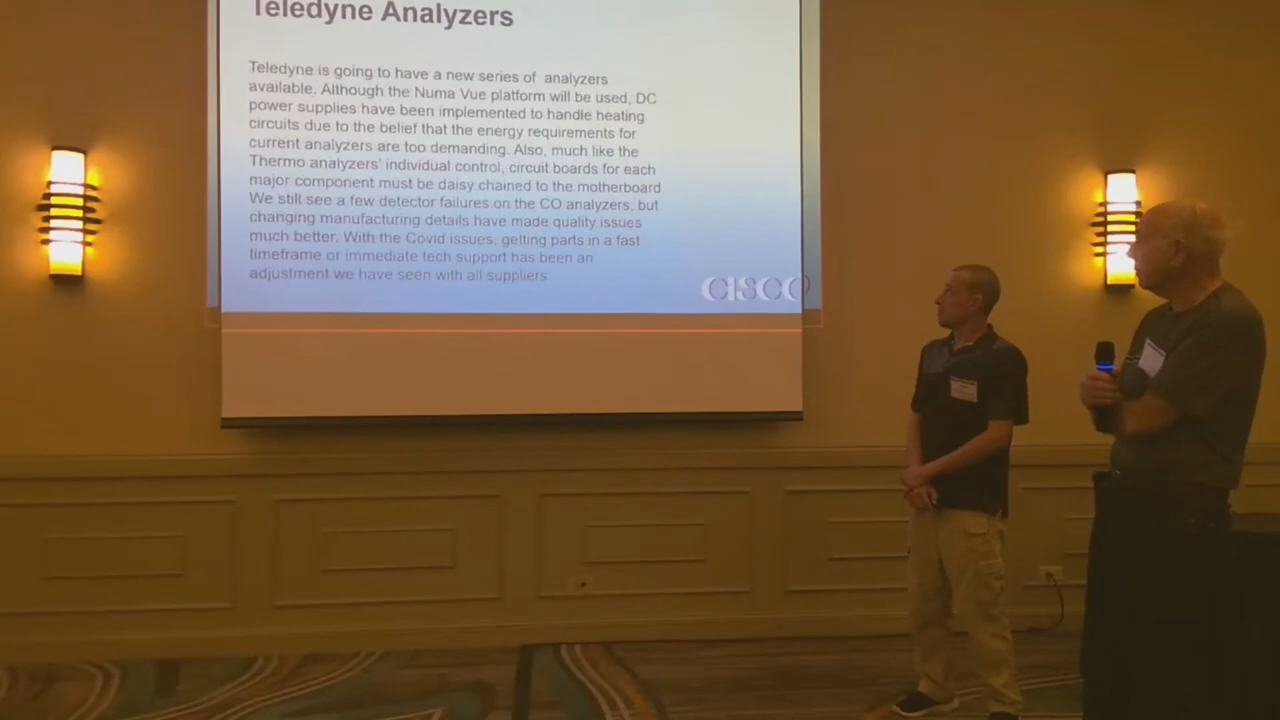 Teledyne Analyzers
Teledyne is going to have a new series of analyzers
available. Although the Numa Vue platform will be used, DC
power supplies have been implemented to handle heating
circuits due to the belief that the energy requirements for
current analyzers are too demanding. Also, much like the
Thermo analyzers' individual control, circuit boards for each
major component must be daisy chained to the motherboard.
We still see a few detector failures on the CO analyzers, but
changing manufacturing details have made quality issues
much better. With the Covid issues, getting parts in a fast
timeframe or immediate tech support has been an
adjustment we have seen with all suppliers
CISCO